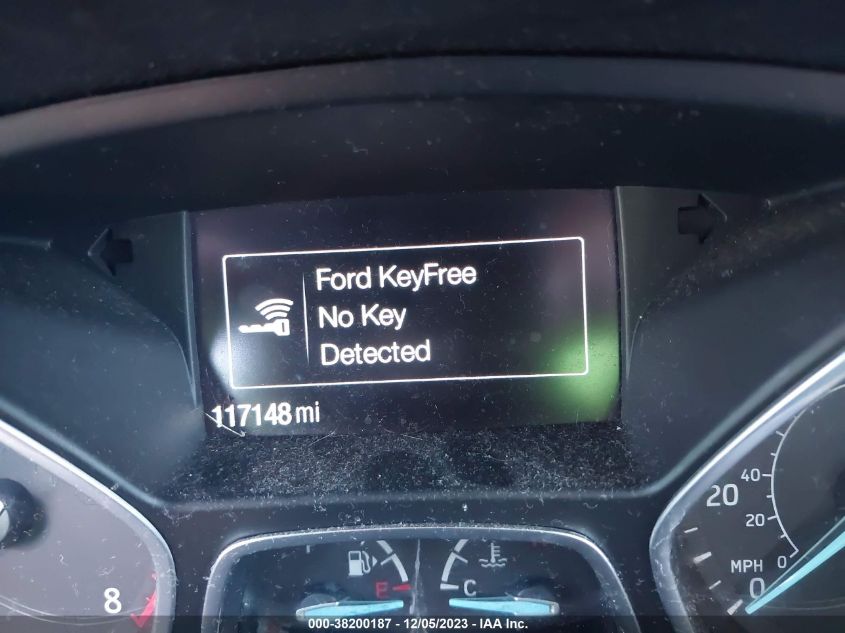 Ford KeyFree
No Key
Detected
117148 mi
40
20
20
MPH
0
0
E
C
8
000-38200187 - 12/05/2023 - IAA Inc.